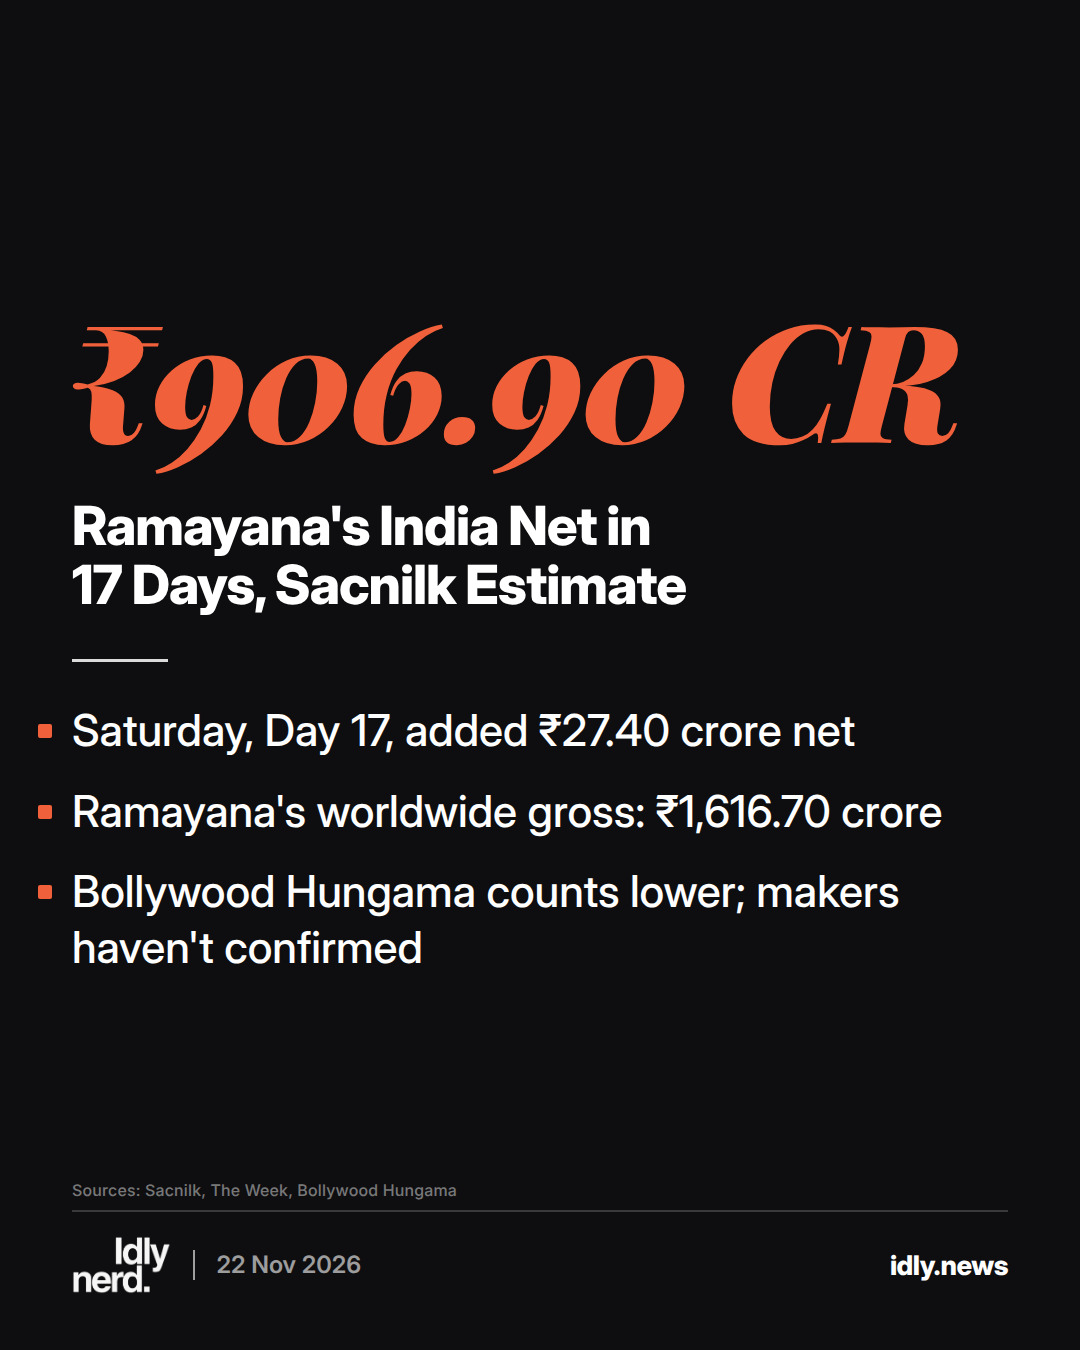 ₹906.90 CR
Ramayana's India Net in
17 Days, Sacnilk Estimate
Saturday, Day 17, added ₹27.40 crore net
Ramayana's worldwide gross: ₹1,616.70 crore
Bollywood Hungama counts lower; makers
haven't confirmed
Sources: Sacnilk, The Week, Bollywood Hungama
Idly
nerd.
22 Nov 2026
idly.news